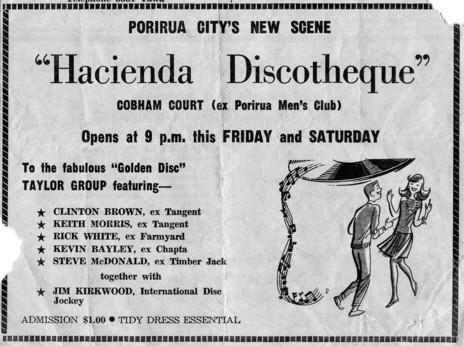 PORIRUA CITY'S NEW SCENE
"Hacienda Discotheque"
COBHAM COURT (ex Porirua Men's Club)
Opens at 9 p.m. this FRIDAY and SATURDAY
To the fabulous "Golden Disc"
TAYLOR GROUP featuring—
★ CLINTON BROWN, ex Tangent
★ KEITH MORRIS, ex Tangent
★ RICK WHITE, ex Farmyard
★ KEVIN BAYLEY, ex Chapta
★ STEVE McDONALD, ex Timber Jack
together with
★ JIM KIRKWOOD, International Disc
Jockey
ADMISSION $1.00 ● TIDY DRESS ESSENTIAL